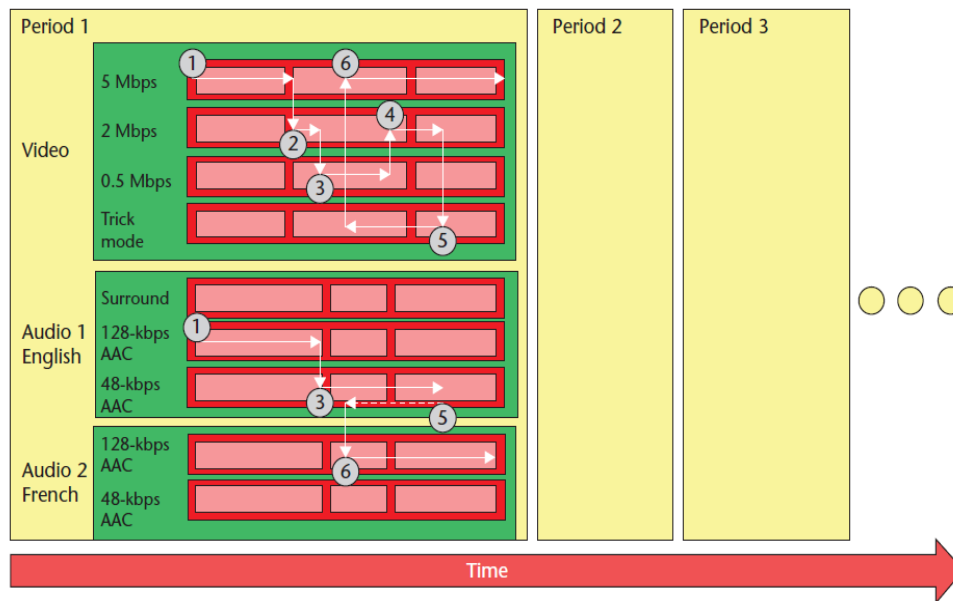 Period 1
Period 2
Period 3
Video
5 Mbps
2 Mbps
0.5 Mbps
Trick
mode
1
6
4
2
3
5
Audio 1
English
Surround
128-kbps
AAC
48-kbps
AAC
1
3
5
Audio 2
French
128-kbps
AAC
48-kbps
AAC
6
Time